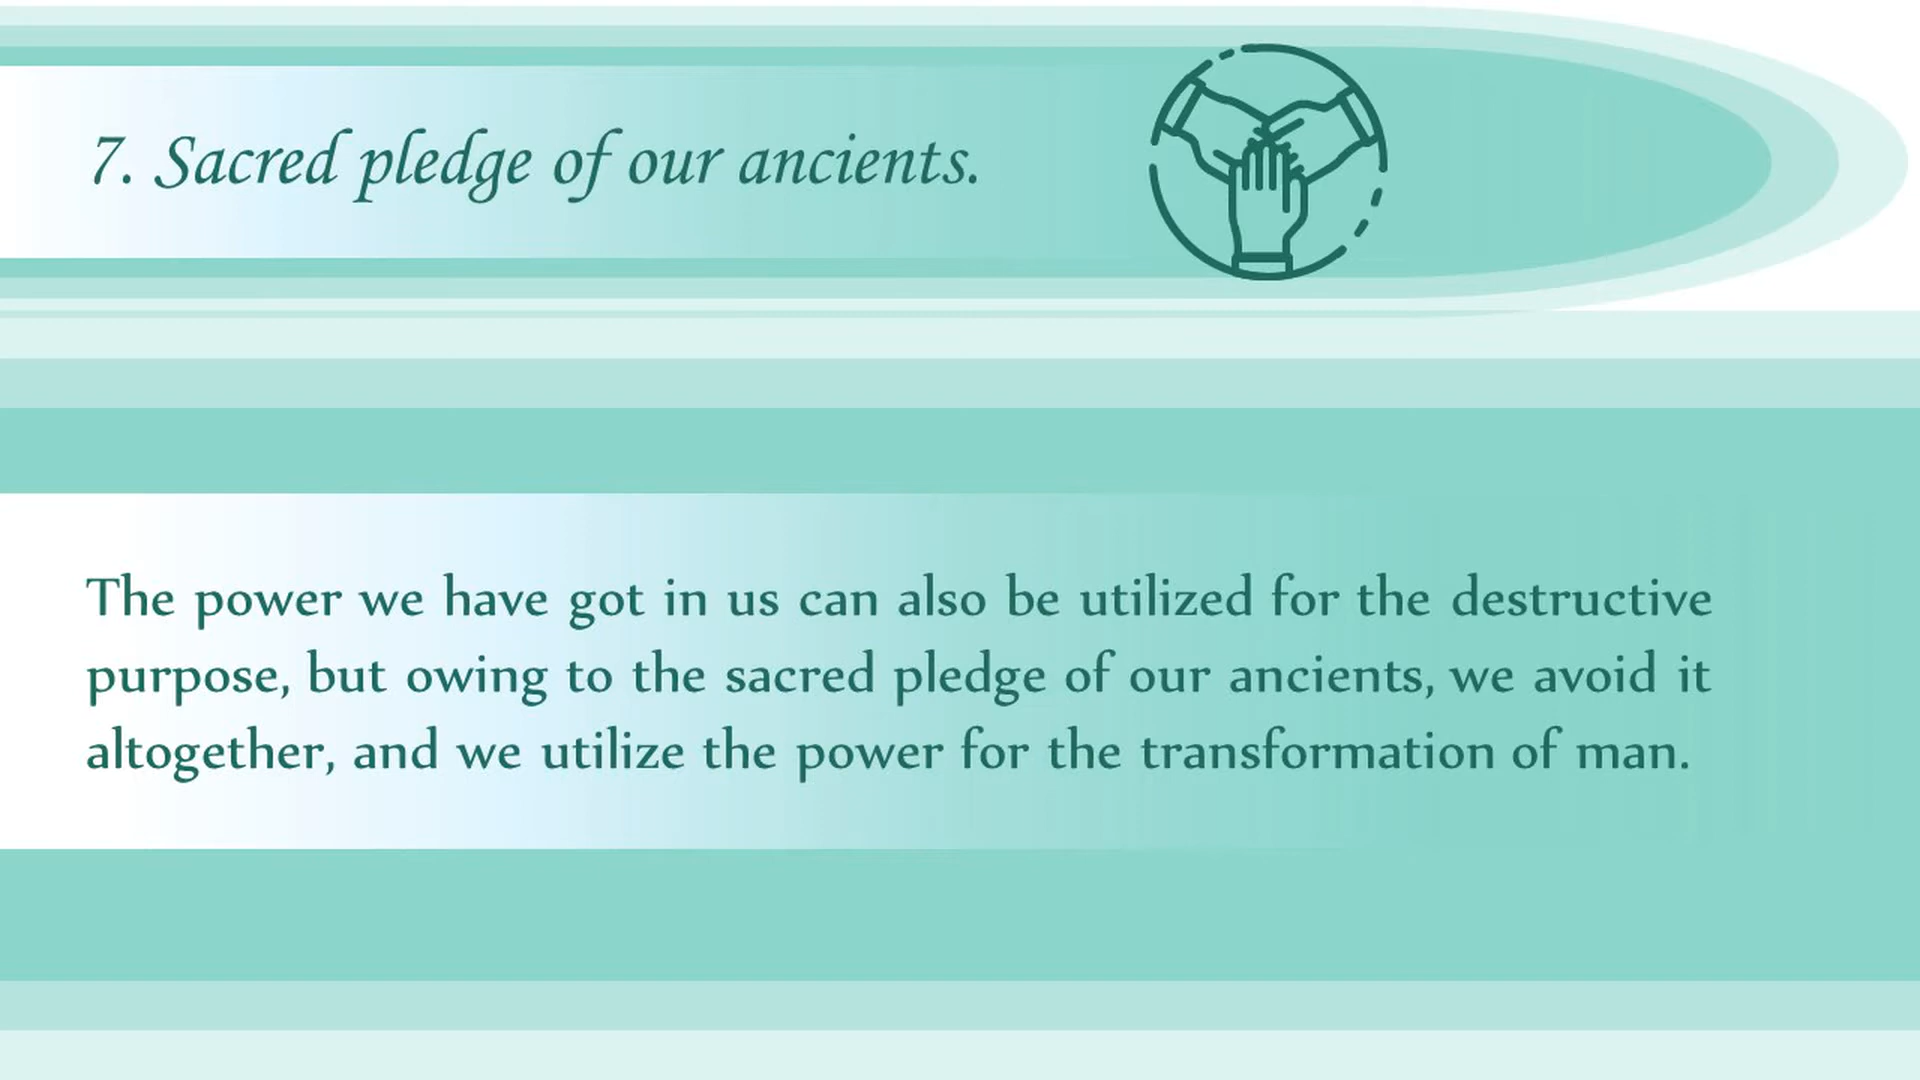 7. Sacred pledge of our ancients.
The power we have got in us can also be utilized for the destructive
purpose, but owing to the sacred pledge of our ancients, we avoid it
altogether, and we utilize the power for the transformation of man.